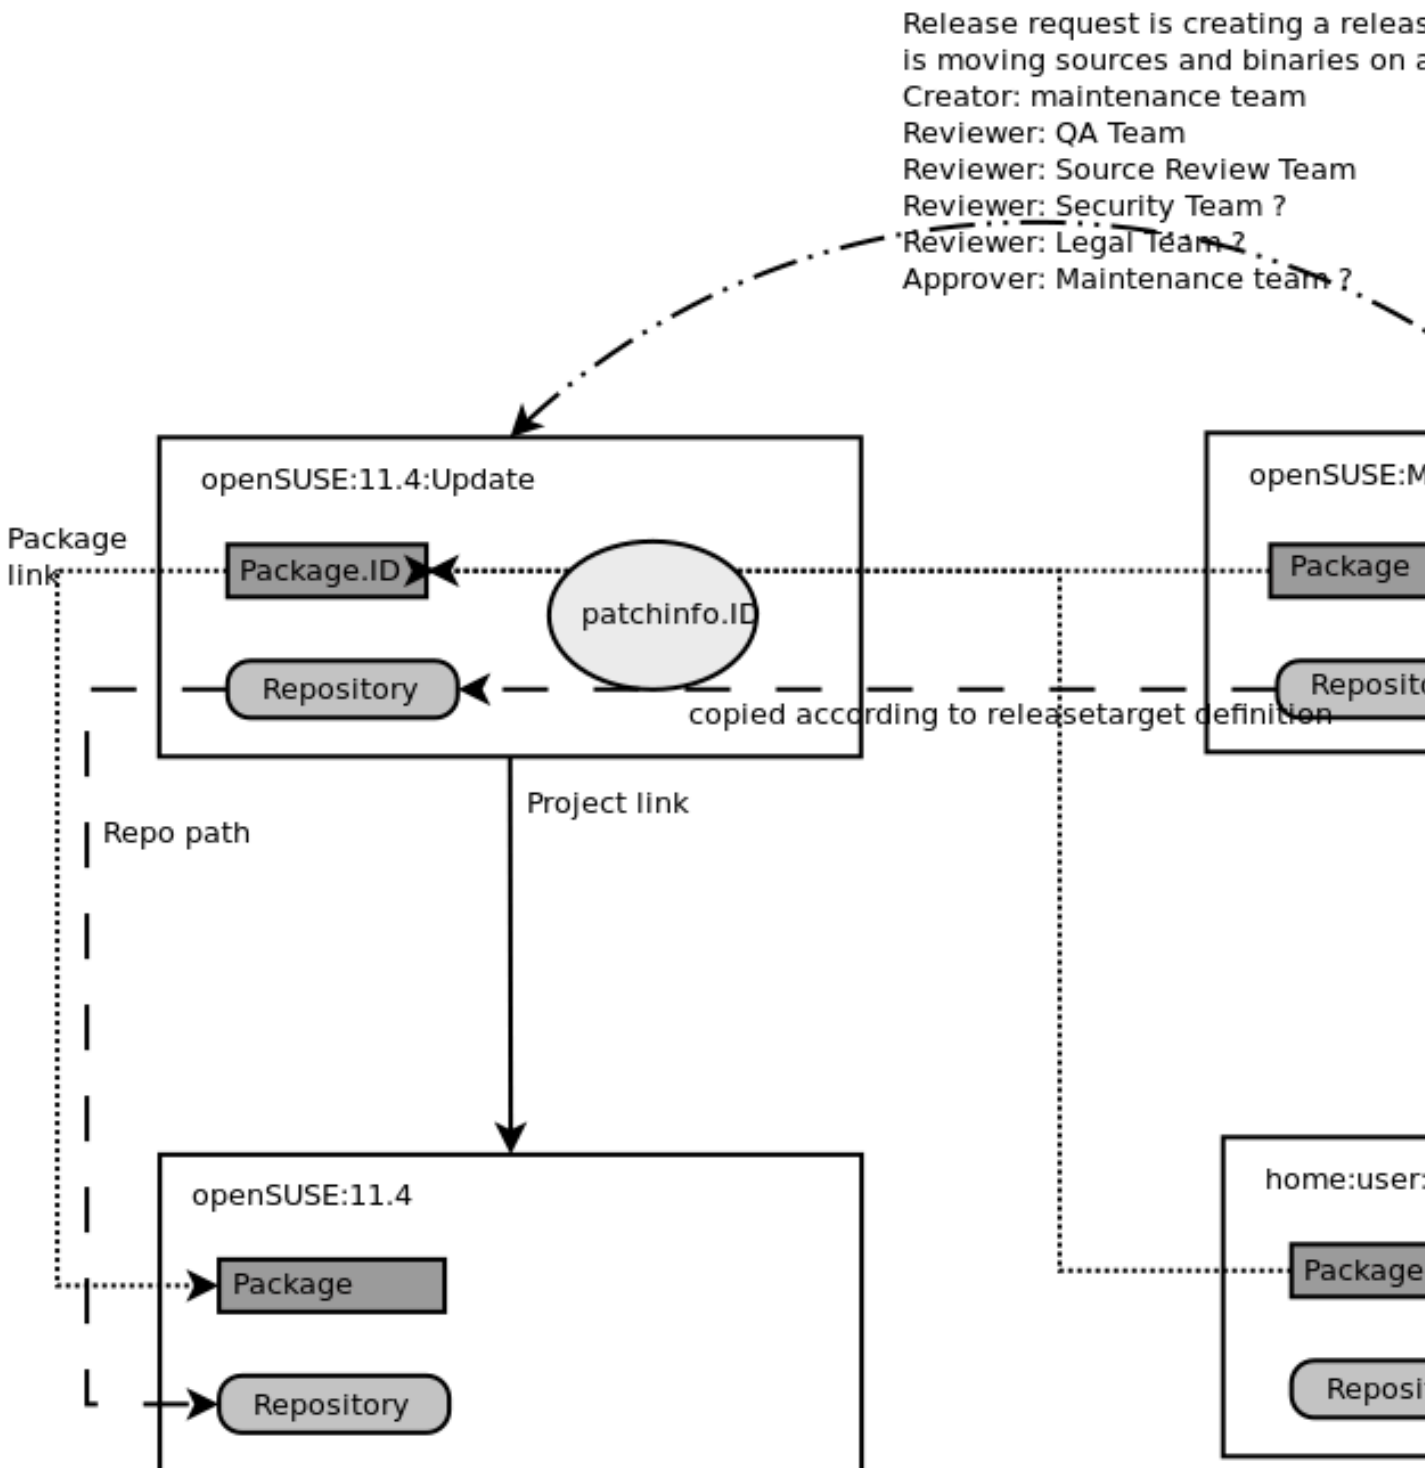 Release request is creating a releas
is moving sources and binaries on a
Creator: maintenance team
Reviewer: QA Team
Reviewer: Source Review Team
Reviewer: Security Team ?
Reviewer: Legal Team ?
Approver: Maintenance team ?
openSUSE:11.4:Update
openSUSE:M
Package
link
Package.ID
patchinfo.ID
Package
Repository
Reposito
copied according to releasetarget definition
Project link
Repo path
openSUSE:11.4
home:user:
Package
Package
Repository
Reposi